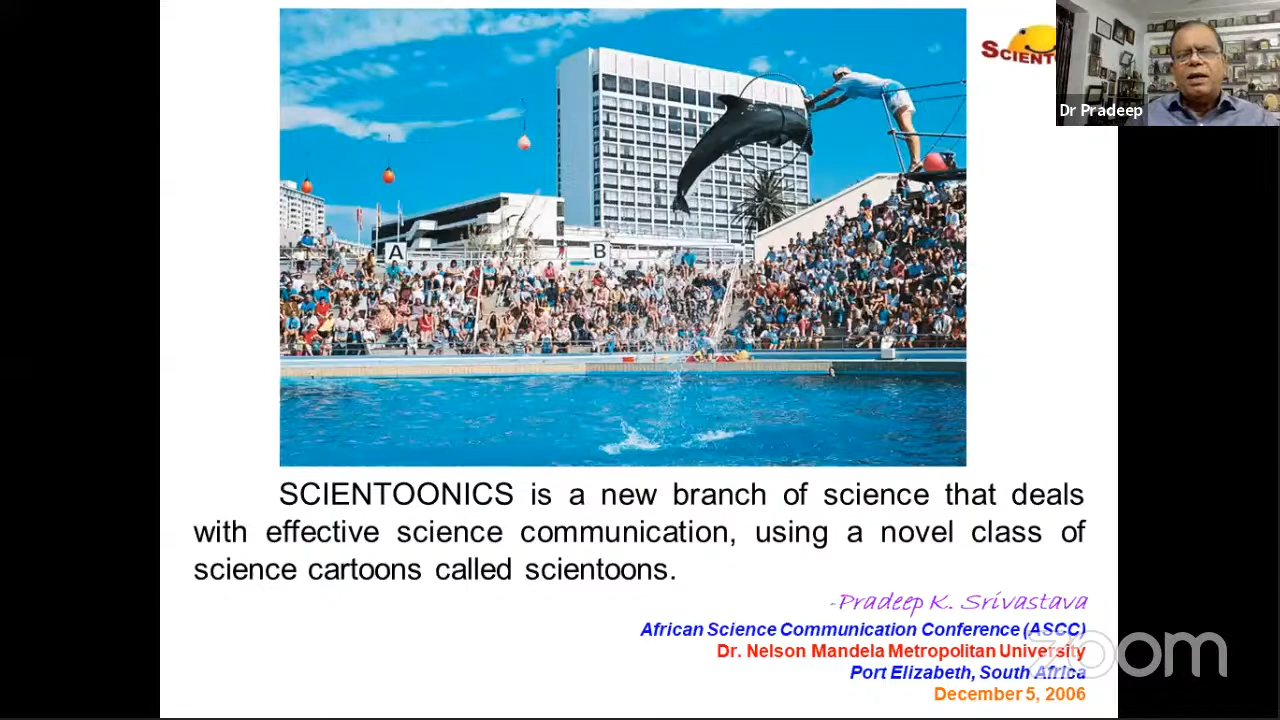 Dr Pradeep
A
B
SCIENTOONICS is a new branch of science that deals
with effective science communication, using a novel class of
science cartoons called scientoons.
-Pradeep K. Srivastava
African Science Communication Conference (ASCC)
Dr. Nelson Mandela Metropolitan University
Port Elizabeth, South Africa
December 5, 2006
zoom